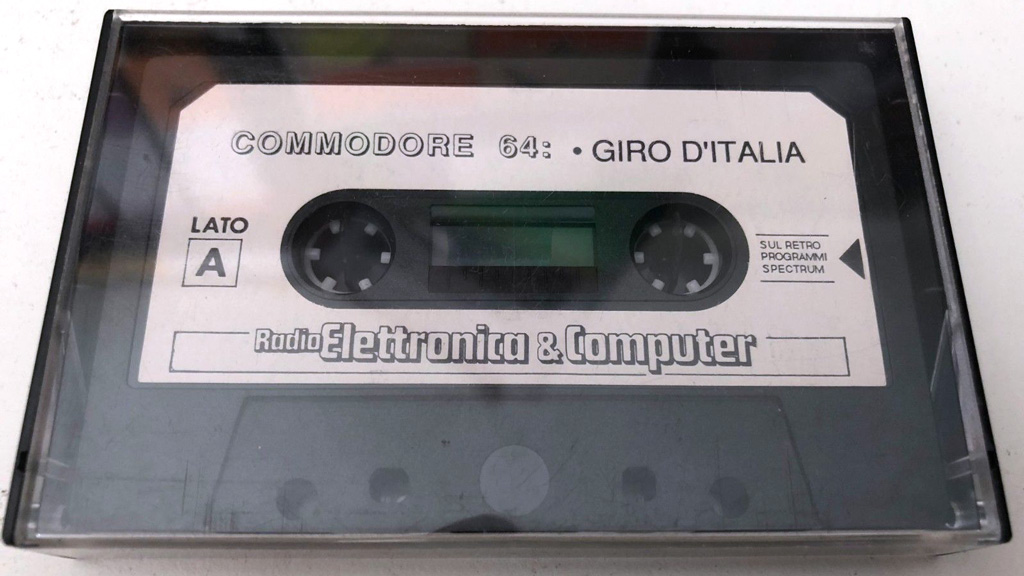 COMMODORE 64: • GIRO D'ITALIA
LATO
A
SUL RETRO
PROGRAMMI
SPECTRUM
Radio Elettronica & Computer